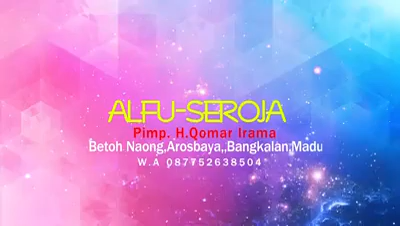 ALFU-SEROJA
Pimp. H.Qomar Irama
Betoh Naong,Arosbaya,,Bangkalan;Madu
W.A 087752638504